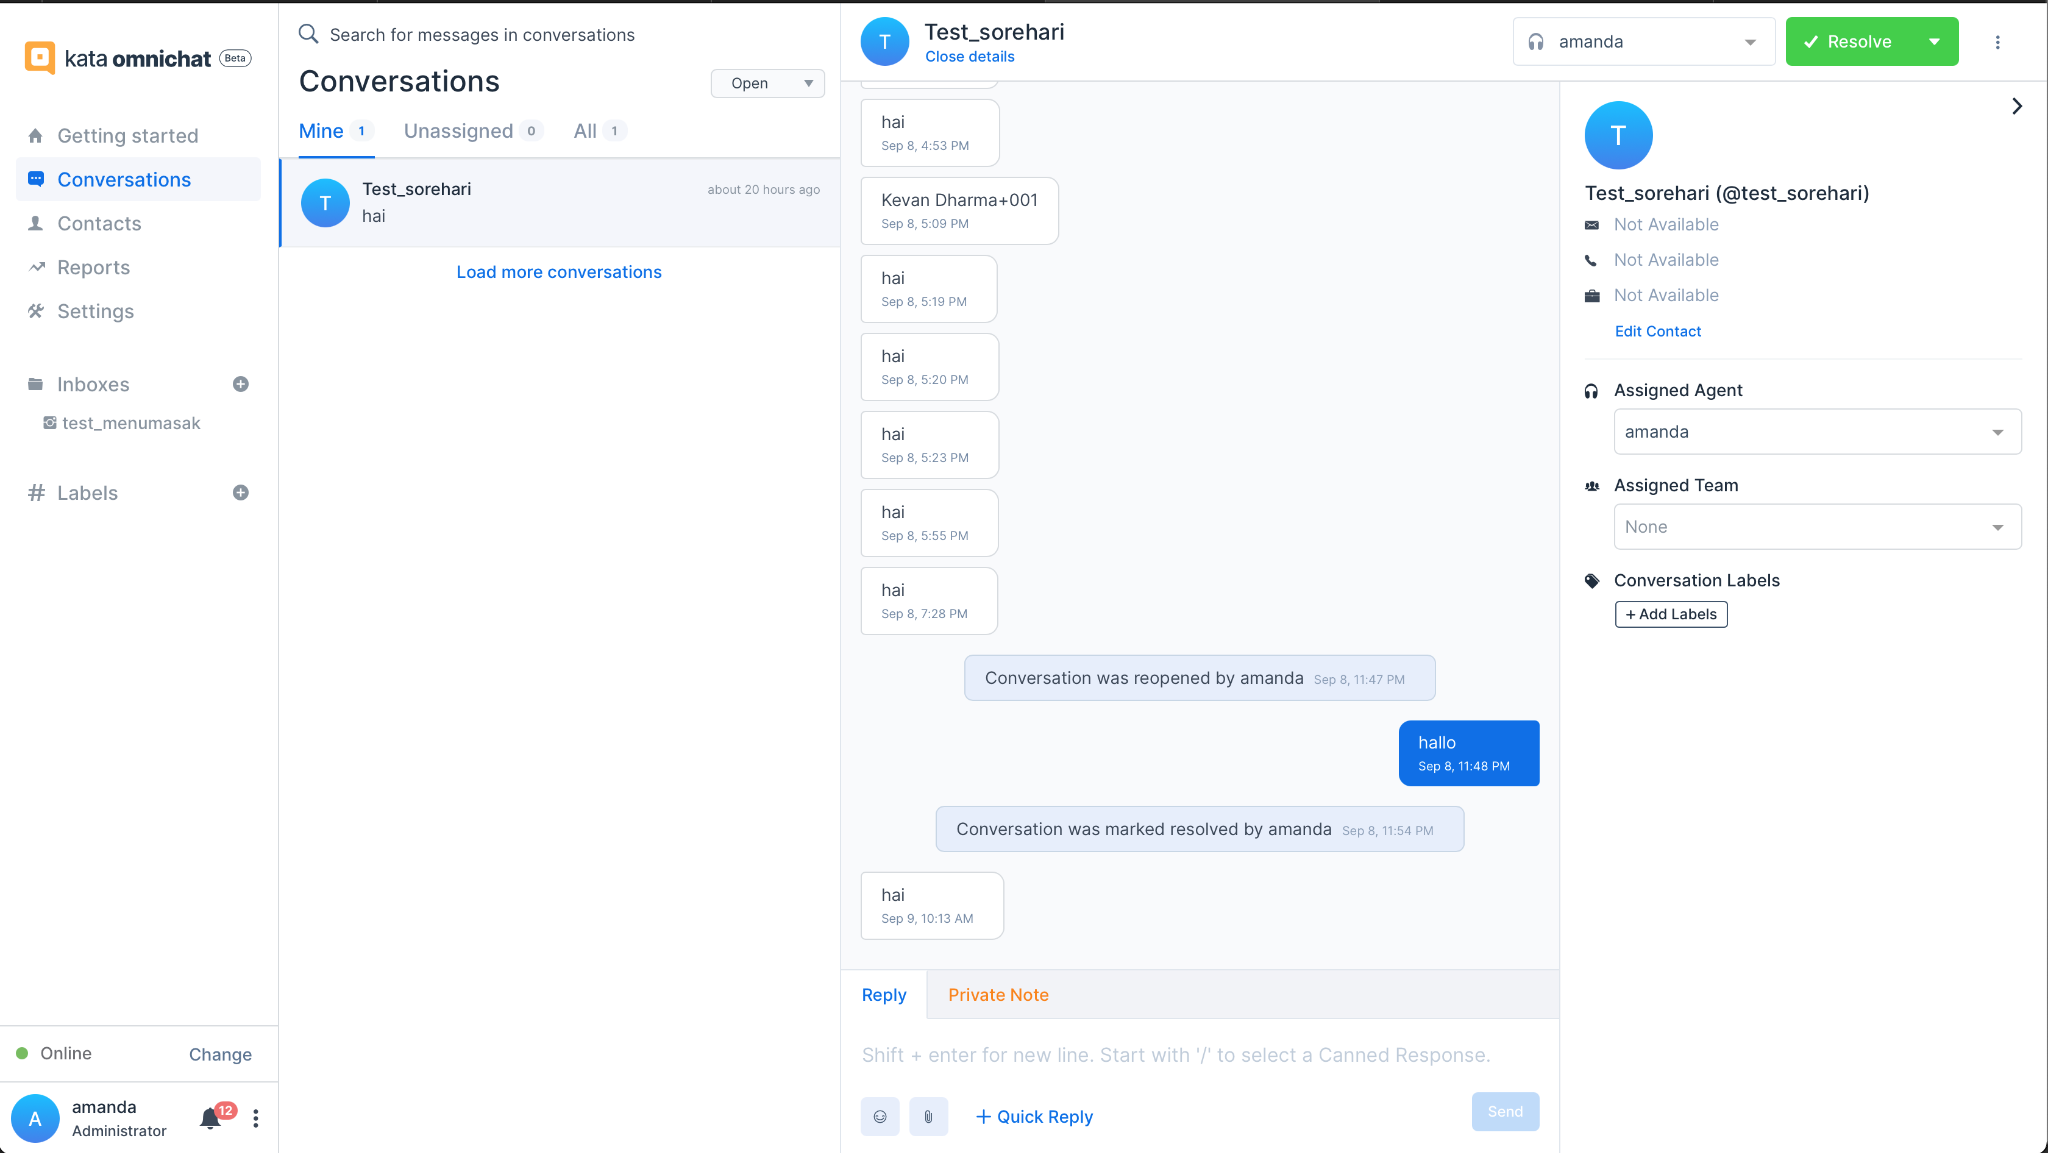 kata omnichat Beta
Getting started
Conversations
Contacts
Reports
Settings
Inboxes
test_menumasak
Labels
Online Change
A
amanda
Administrator
12
Search for messages in conversations
Conversations
Open
Mine 1 Unassigned 0 All 1
T
Test_sorehari about 20 hours ago
hai
Load more conversations
T
Test_sorehari
Close details
amanda
Resolve
hai
Sep 8, 4:53 PM
Kevan Dharma+001
Sep 8, 5:09 PM
hai
Sep 8, 5:19 PM
hai
Sep 8, 5:20 PM
hai
Sep 8, 5:23 PM
hai
Sep 8, 5:55 PM
hai
Sep 8, 7:28 PM
Conversation was reopened by amanda Sep 8, 11:47 PM
hallo
Sep 8, 11:48 PM
Conversation was marked resolved by amanda Sep 8, 11:54 PM
hai
Sep 9, 10:13 AM
Reply Private Note
Shift + enter for new line. Start with '/' to select a Canned Response.
+ Quick Reply
Send
T
Test_sorehari (@test_sorehari)
Not Available
Not Available
Not Available
Edit Contact
Assigned Agent
amanda
Assigned Team
None
Conversation Labels
+ Add Labels